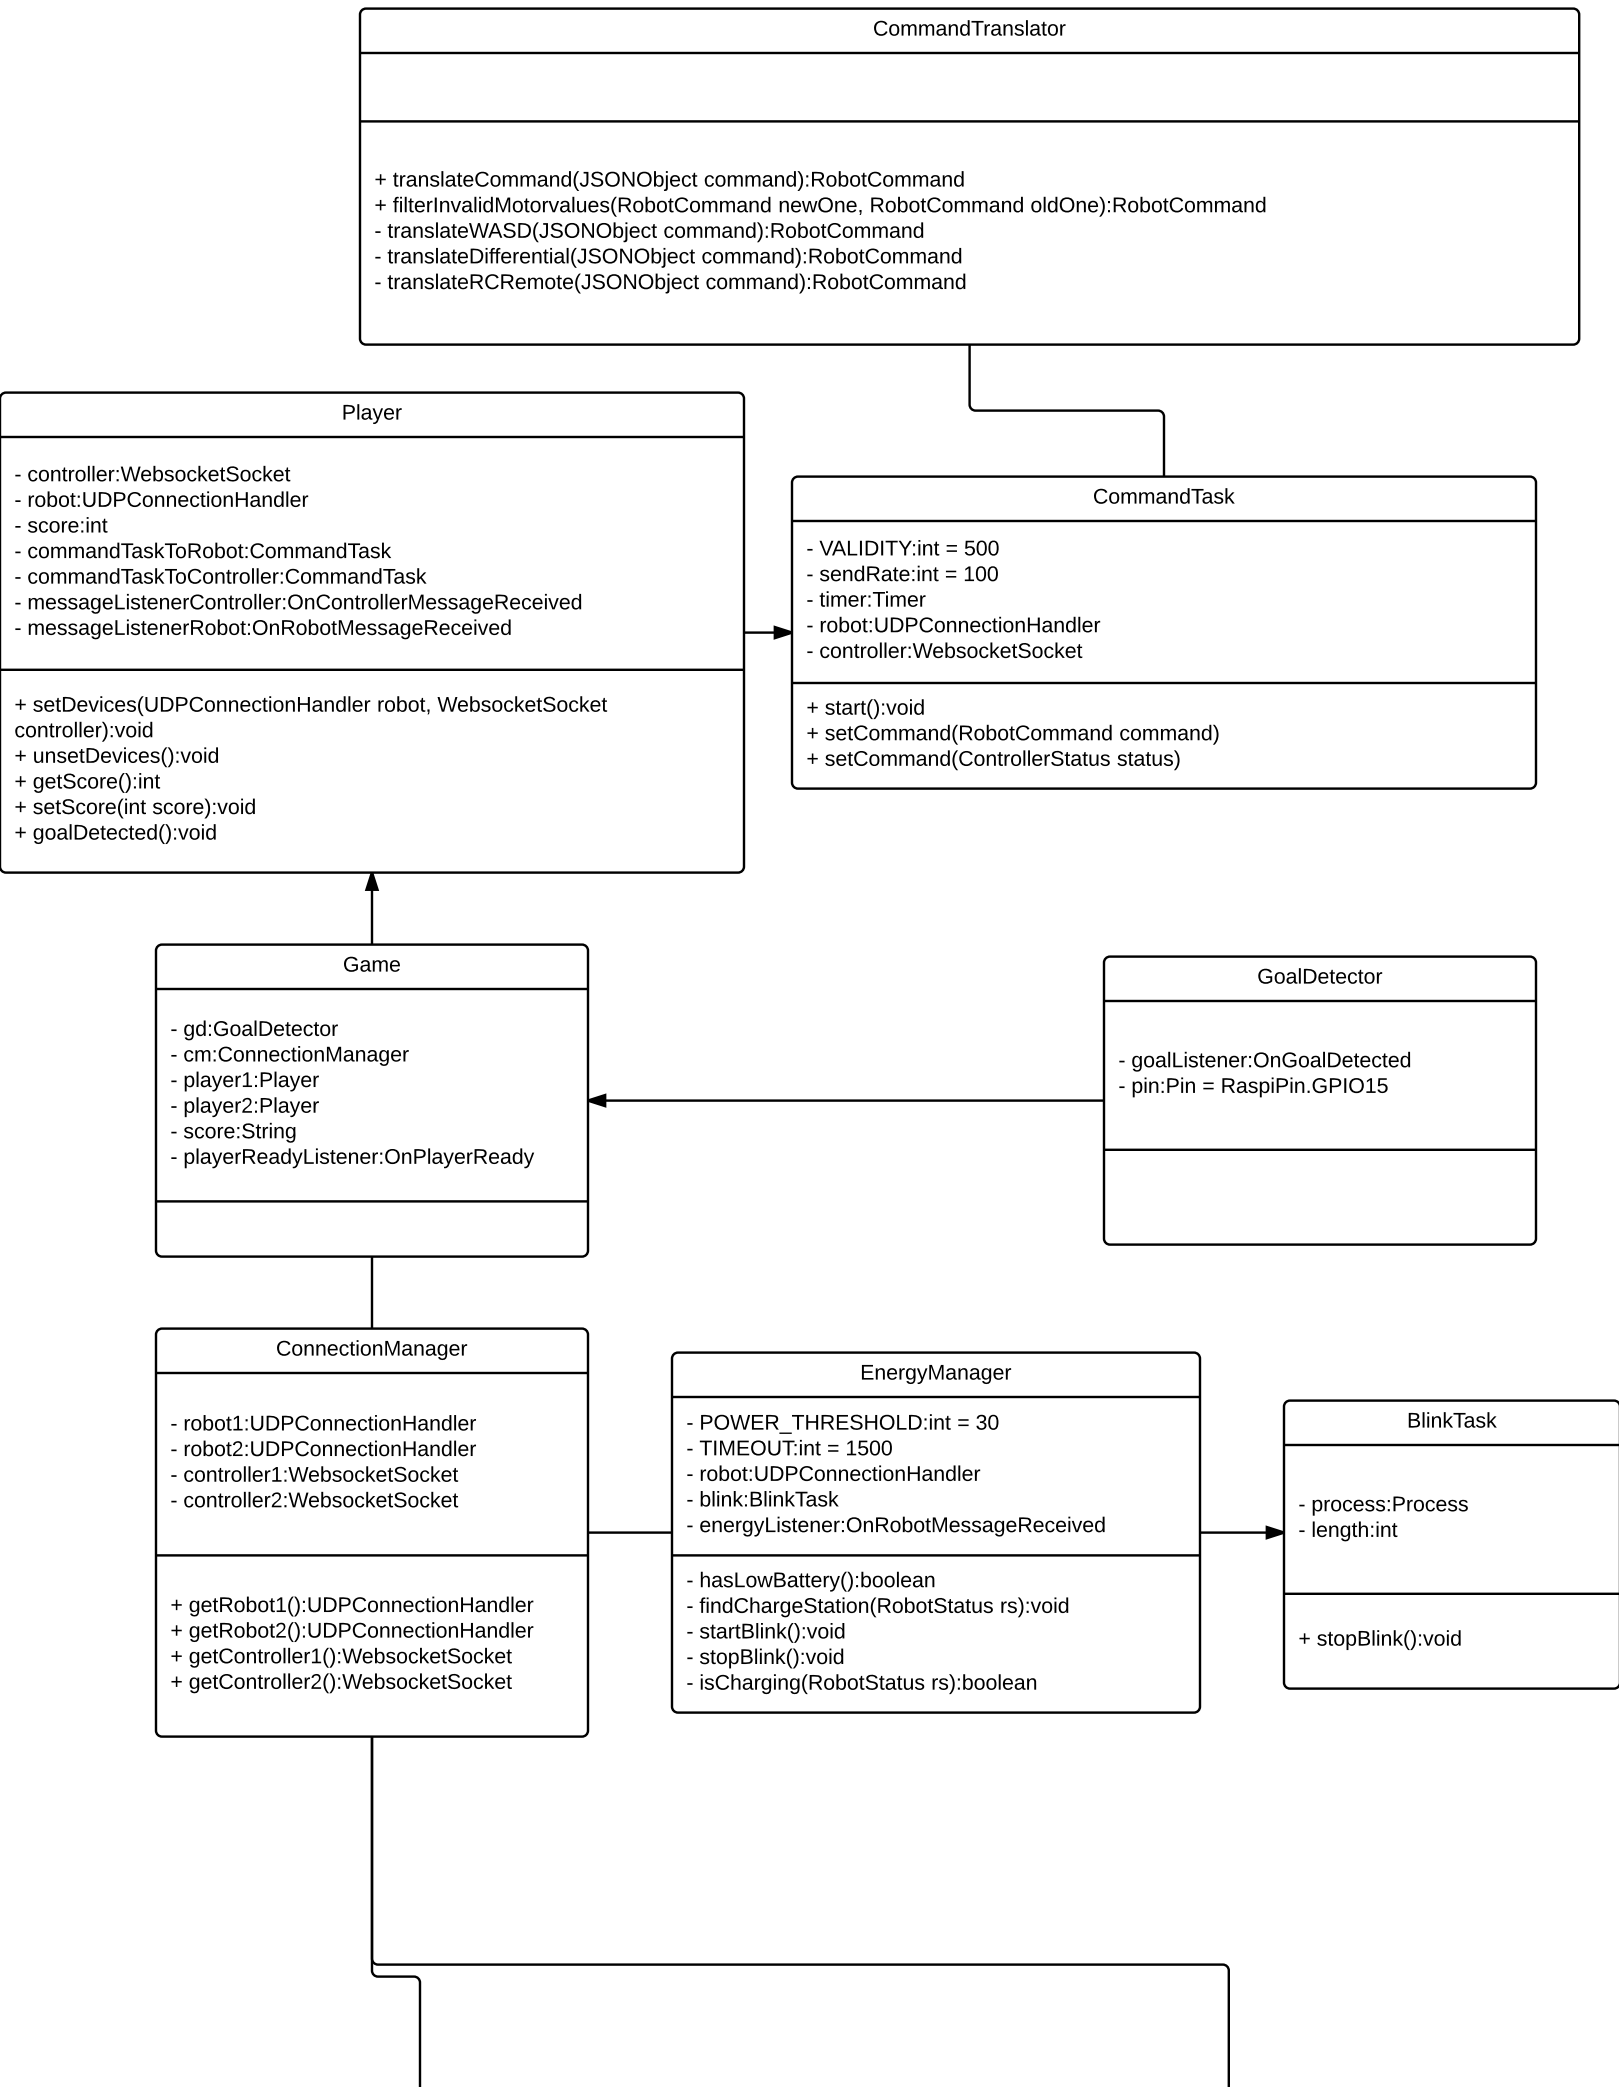 CommandTranslator
+ translateCommand(JSONObject command):RobotCommand
+ filterInvalidMotorvalues(RobotCommand newOne, RobotCommand oldOne):RobotCommand
- translateWASD(JSONObject command):RobotCommand
- translateDifferential(JSONObject command):RobotCommand
- translateRCRemote(JSONObject command):RobotCommand
Player
- controller:WebsocketSocket
- robot:UDPConnectionHandler
- score:int
- commandTaskToRobot:CommandTask
- commandTaskToController:CommandTask
- messageListenerController:OnControllerMessageReceived
- messageListenerRobot:OnRobotMessageReceived
+ setDevices(UDPConnectionHandler robot, WebsocketSocket
controller):void
+ unsetDevices():void
+ getScore():int
+ setScore(int score):void
+ goalDetected():void
CommandTask
- VALIDITY:int = 500
- sendRate:int = 100
- timer:Timer
- robot:UDPConnectionHandler
- controller:WebsocketSocket
+ start():void
+ setCommand(RobotCommand command)
+ setCommand(ControllerStatus status)
Game
- gd:GoalDetector
- cm:ConnectionManager
- player1:Player
- player2:Player
- score:String
- playerReadyListener:OnPlayerReady
GoalDetector
- goalListener:OnGoalDetected
- pin:Pin = RaspiPin.GPIO15
ConnectionManager
- robot1:UDPConnectionHandler
- robot2:UDPConnectionHandler
- controller1:WebsocketSocket
- controller2:WebsocketSocket
+ getRobot1():UDPConnectionHandler
+ getRobot2():UDPConnectionHandler
+ getController1():WebsocketSocket
+ getController2():WebsocketSocket
EnergyManager
- POWER_THRESHOLD:int = 30
- TIMEOUT:int = 1500
- robot:UDPConnectionHandler
- blink:BlinkTask
- energyListener:OnRobotMessageReceived
- hasLowBattery():boolean
- findChargeStation(RobotStatus rs):void
- startBlink():void
- stopBlink():void
- isCharging(RobotStatus rs):boolean
BlinkTask
- process:Process
- length:int
+ stopBlink():void